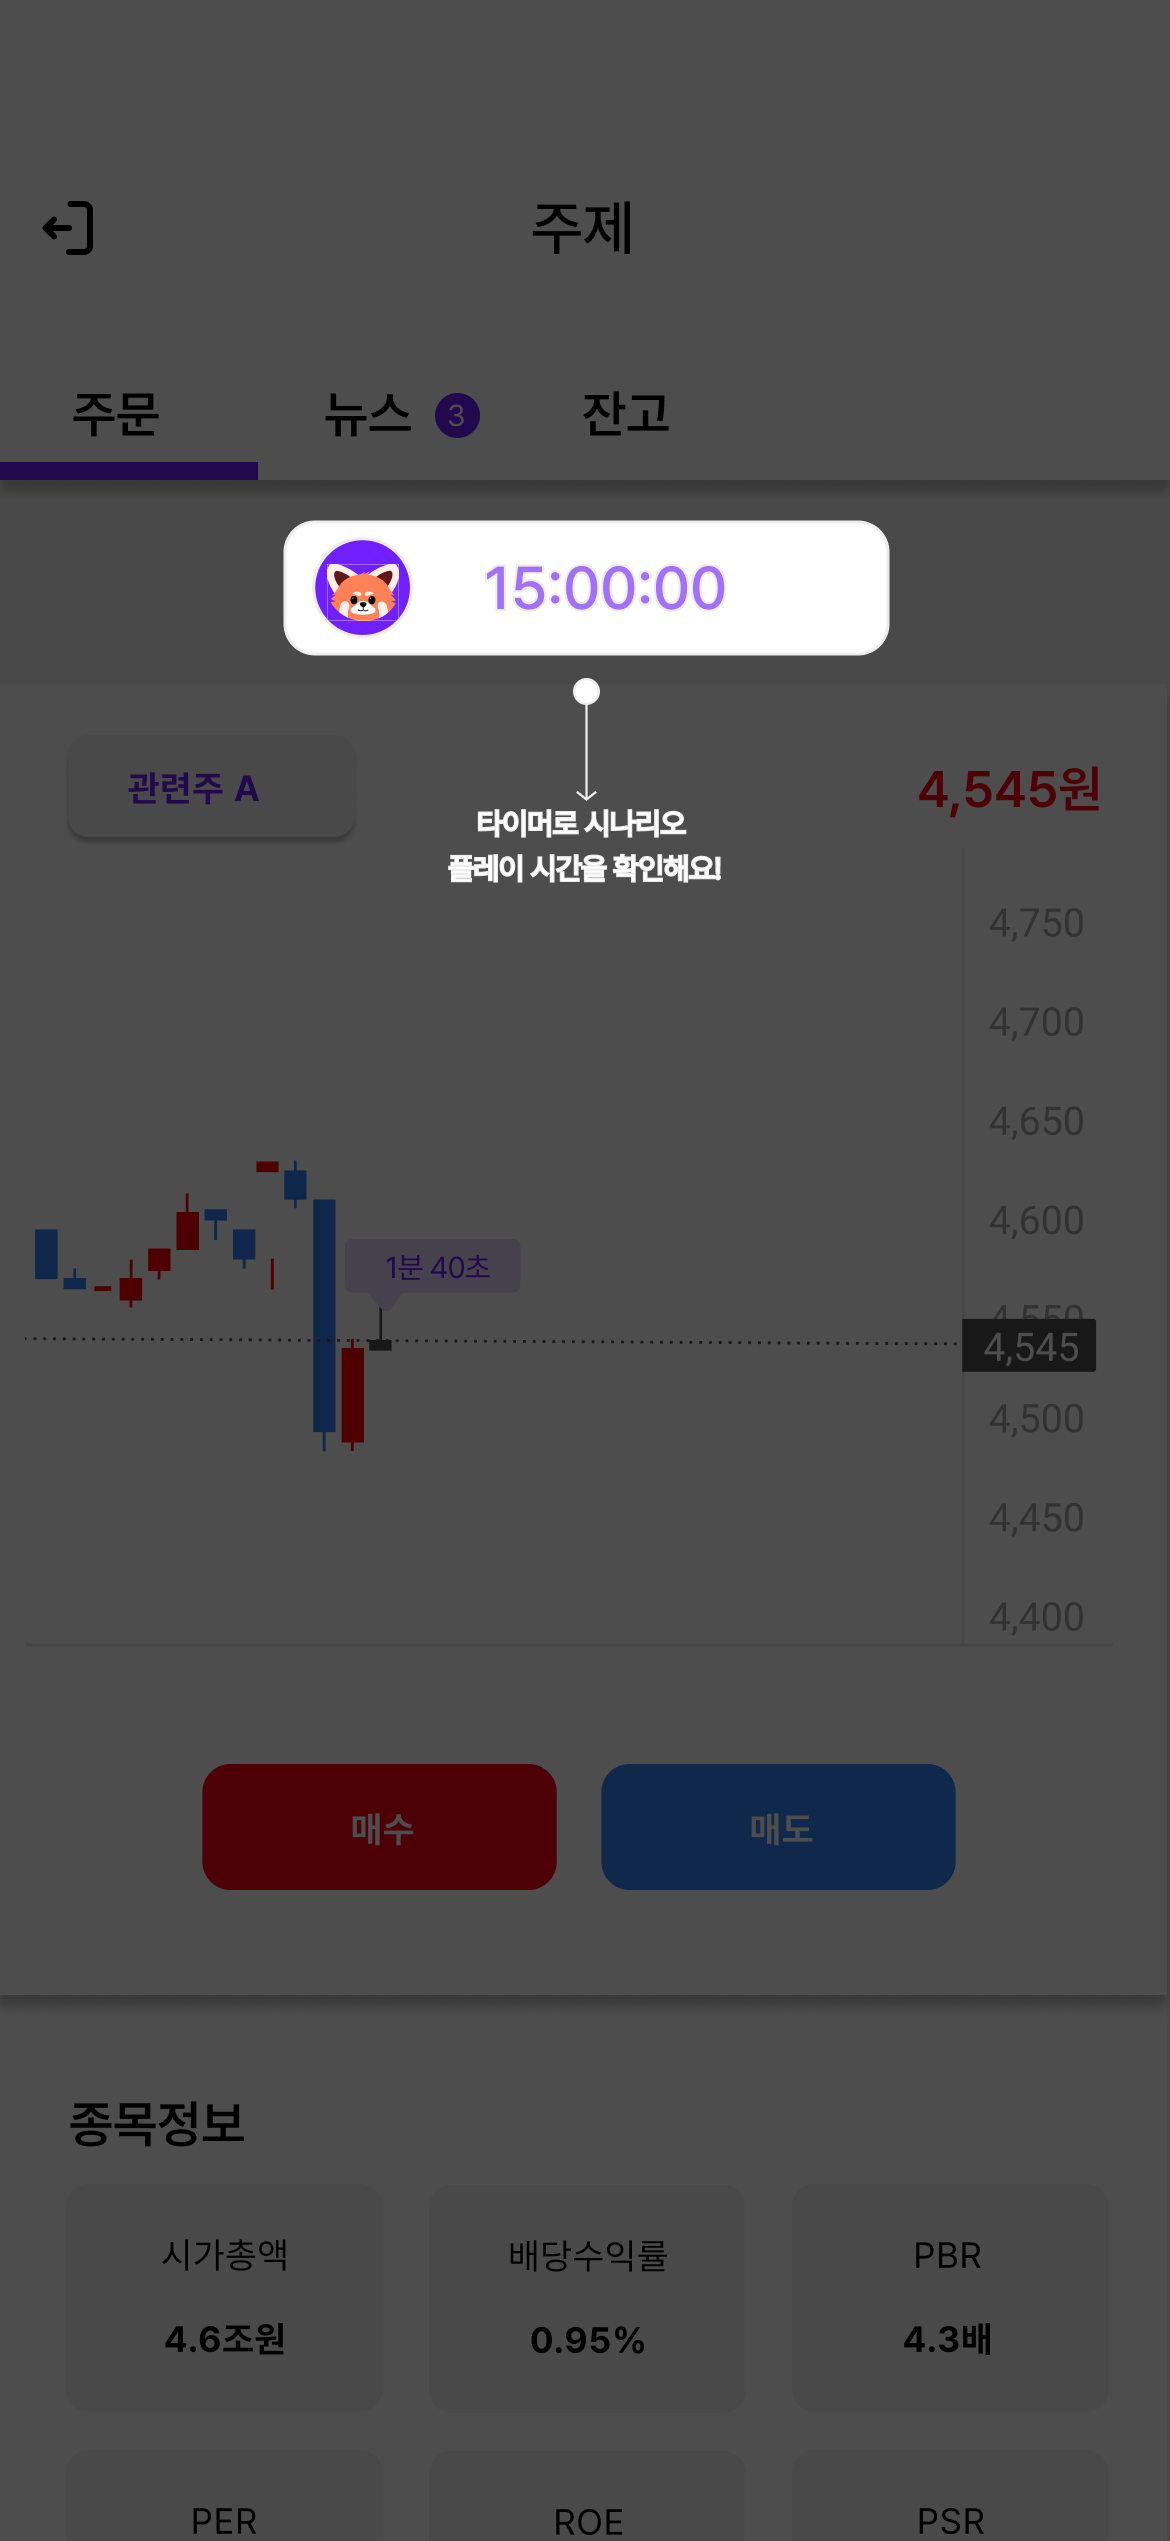 주제
주문
뉴스 3
잔고
15:00:00
관련주 A
4,545원
타이머로 시나리오
플레이 시간을 확인해요!
4,750
4,700
4,650
4,600
1분 40초
4,550
4,545
4,500
4,450
4,400
매수
매도
종목정보
시가총액
4.6조원
배당수익률
0.95%
PBR
4.3배
PER
ROE
PSR